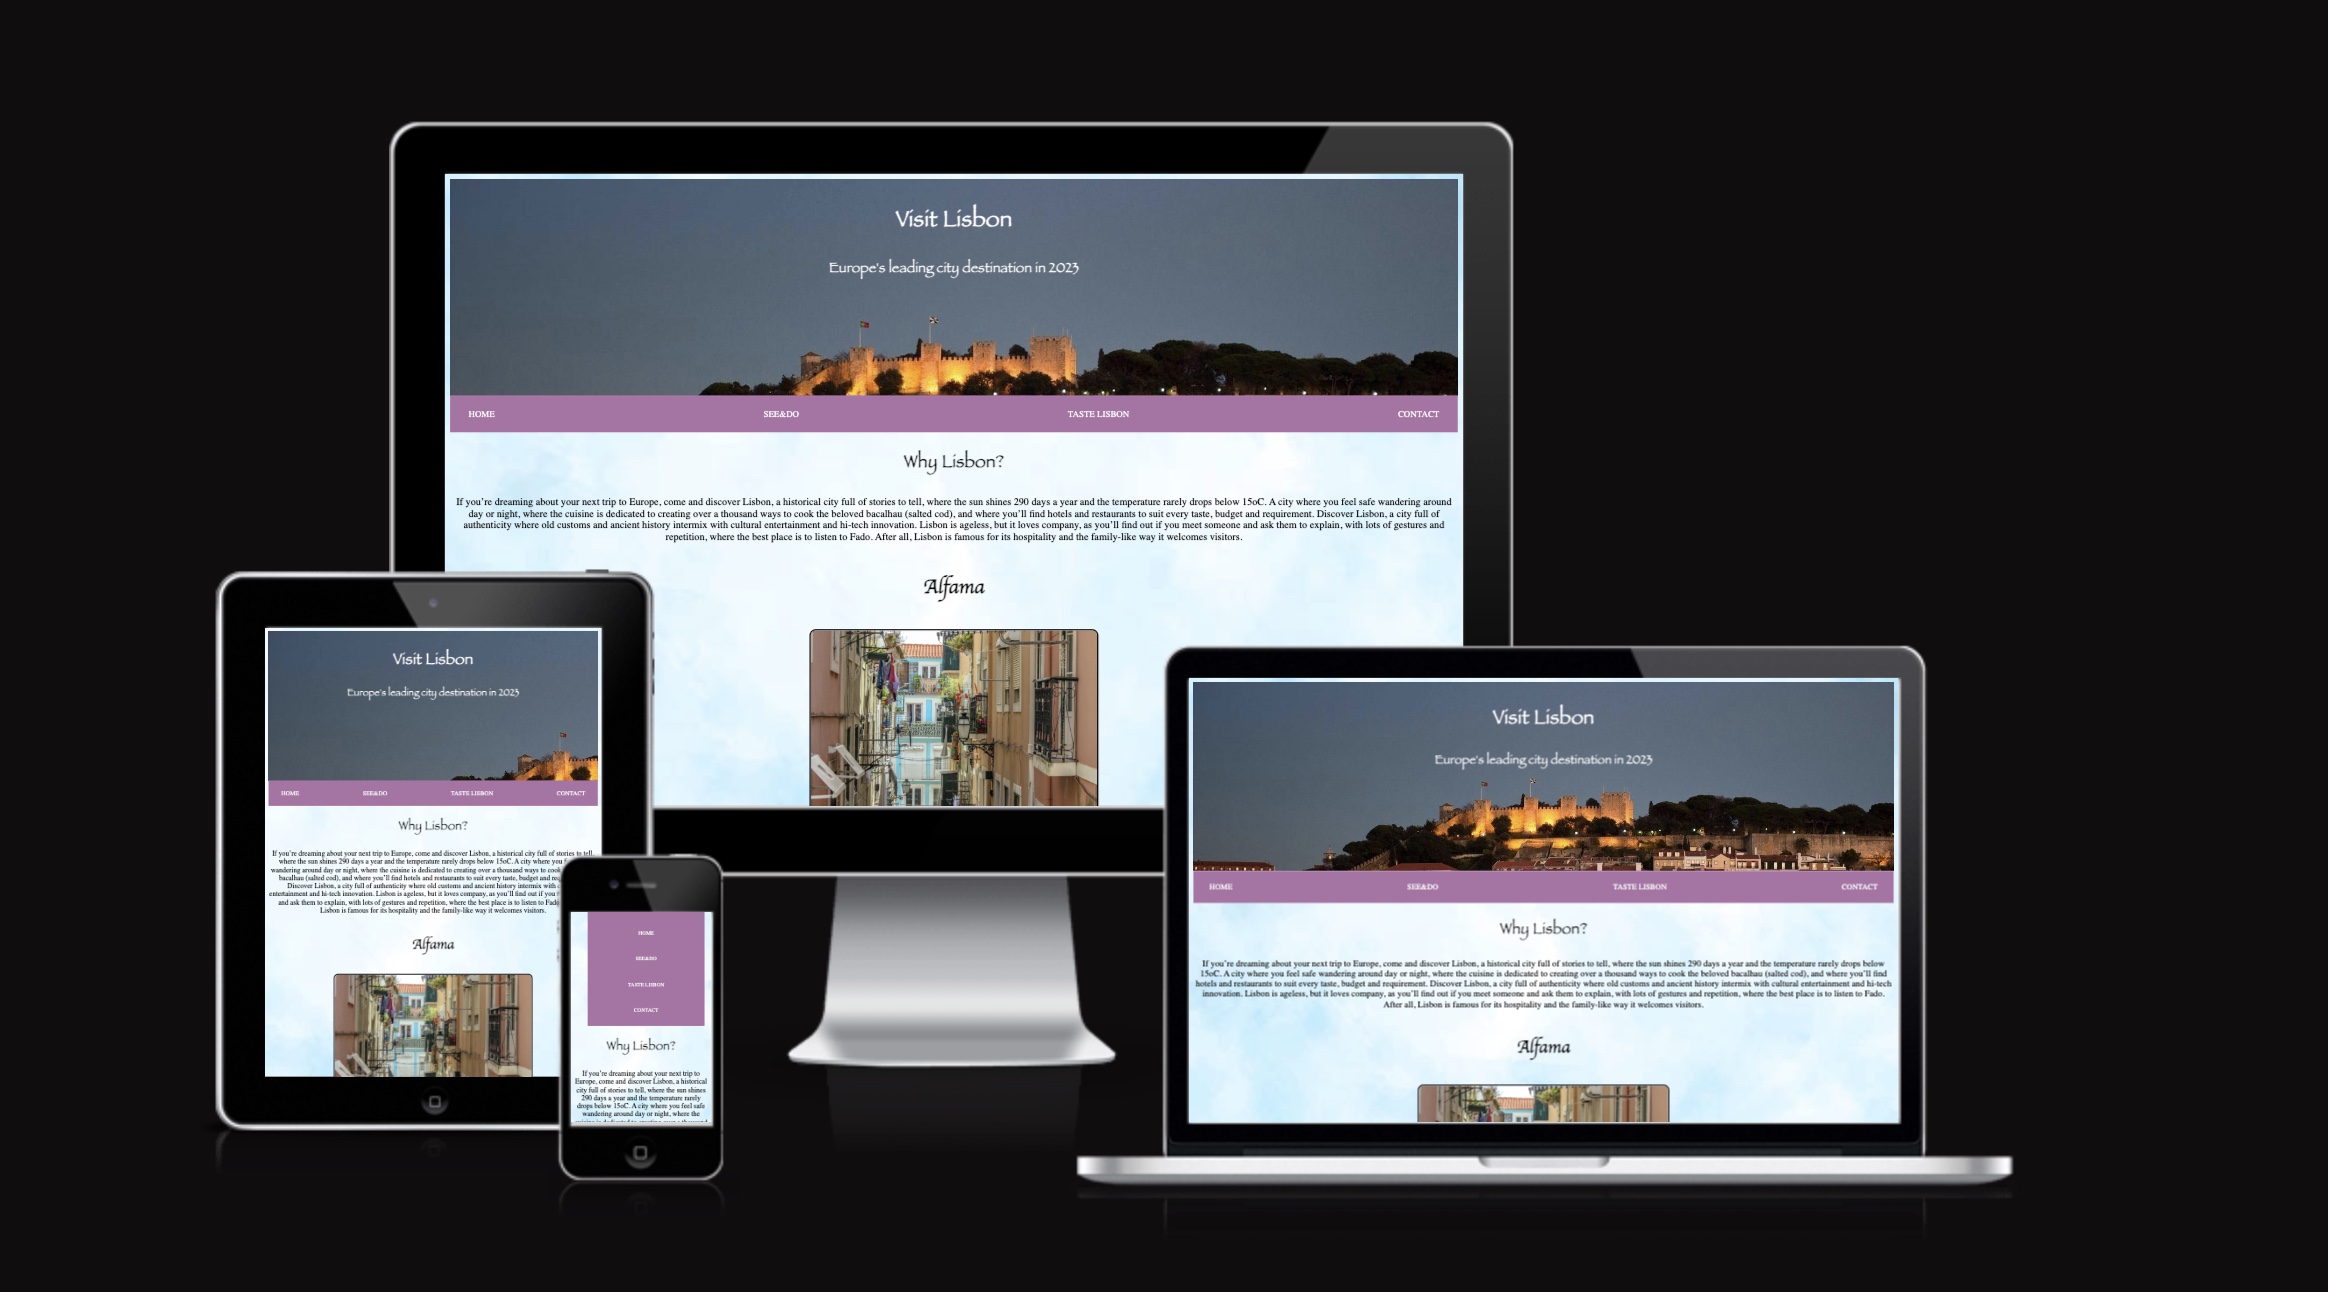 Visit Lisbon
Europe's leading city destination in 2023
HOME SEE&DO TASTE LISBON CONTACT
Why Lisbon?
If you’re dreaming about your next trip to Europe, come and discover Lisbon, a historical city full of stories to tell, where the sun shines 290 days a year and the temperature rarely drops below 15oC. A city where you feel safe wandering around
day or night, where the cuisine is dedicated to creating over a thousand ways to cook the beloved bacalhau (salted cod), and where you’ll find hotels and restaurants to suit every taste, budget and requirement. Discover Lisbon, a city full of
authenticity where old customs and ancient history intermix with cultural entertainment and hi-tech innovation. Lisbon is ageless, but it loves company, as you’ll find out if you meet someone and ask them to explain, with lots of gestures and
repetition, where the best place is to listen to Fado. After all, Lisbon is famous for its hospitality and the family-like way it welcomes visitors.
Alfama
Visit Lisbon
Europe's leading city destination in 2023
HOME SEE&DO TASTE LISBON CONTACT
Why Lisbon?
If you’re dreaming about your next trip to Europe, come and discover Lisbon, a historical city full of stories to tell,
where the sun shines 290 days a year and the temperature rarely drops below 15oC. A city where you
wandering around day or night, where the cuisine is dedicated to creating over a thousand ways to cook
bacalhau (salted cod), and where you’ll find hotels and restaurants to suit every taste, budget and
Discover Lisbon, a city full of authenticity where old customs and ancient history intermix with
entertainment and hi-tech innovation. Lisbon is ageless, but it loves company, as you’ll find out if you
and ask them to explain, with lots of gestures and repetition, where the best place is to listen to Fado
Lisbon is famous for its hospitality and the family-like way it welcomes visitors.
Alfama
HOME
SEE&DO
TASTE LISBON
CONTACT
Why Lisbon?
If you’re dreaming about your next trip to
Europe, come and discover Lisbon, a historical
city full of stories to tell, where the sun shines
290 days a year and the temperature rarely
drops below 15oC. A city where you feel safe
wandering around day or night, where the
cuisine is dedicated to creating over a thousand
Visit Lisbon
Europe's leading city destination in 2023
HOME SEE&DO TASTE LISBON CONTACT
Why Lisbon?
If you’re dreaming about your next trip to Europe, come and discover Lisbon, a historical city full of stories to tell, where the sun shines 290 days a year and the temperature rarely drops below
15oC. A city where you feel safe wandering around day or night, where the cuisine is dedicated to creating over a thousand ways to cook the beloved bacalhau (salted cod), and where you’ll find
hotels and restaurants to suit every taste, budget and requirement. Discover Lisbon, a city full of authenticity where old customs and ancient history intermix with cultural entertainment and hi-tech
innovation. Lisbon is ageless, but it loves company, as you’ll find out if you meet someone and ask them to explain, with lots of gestures and repetition, where the best place is to listen to Fado.
After all, Lisbon is famous for its hospitality and the family-like way it welcomes visitors.
Alfama